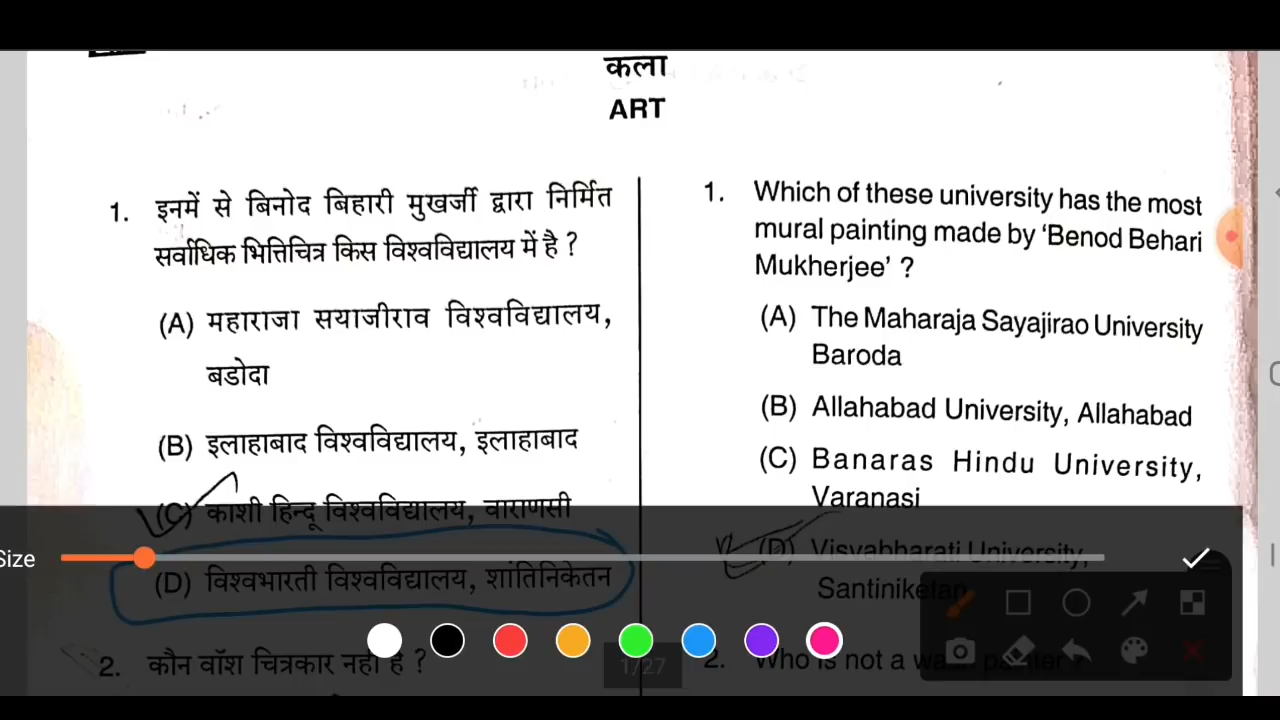 कला
ART
1. इनमें से बिनोद बिहारी मुखर्जी द्वारा निर्मित
सर्वाधिक भित्तिचित्र किस विश्वविद्यालय में है ?
(A) महाराजा सयाजीराव विश्वविद्यालय,
बडोदा
(B) इलाहाबाद विश्वविद्यालय, इलाहाबाद
(C) काशी हिन्दू विश्वविद्यालय, वाराणसी
(D) विश्वभारती विश्वविद्यालय, शांतिनिकेतन
2. कौन वॉश चित्रकार नहीं है ?
1. Which of these university has the most
mural painting made by ‘Benod Behari
Mukherjee’ ?
(A) The Maharaja Sayajirao University
Baroda
(B) Allahabad University, Allahabad
(C) Banaras Hindu University,
Varanasi
(D) Visvabharati University,
Santiniketan
2. Who is not a wash painter ?
Size
1/27